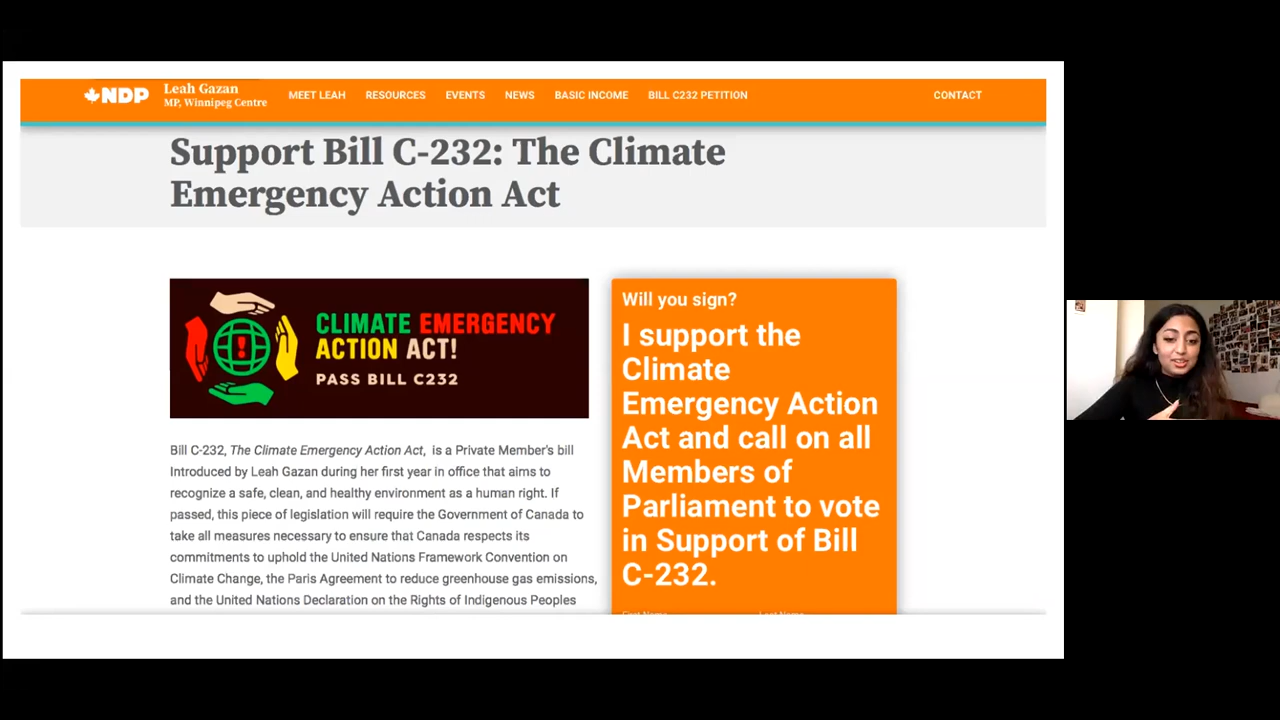 NDP
Leah Gazan
MP, Winnipeg Centre
MEET LEAH
RESOURCES
EVENTS
NEWS
BASIC INCOME
BILL C232 PETITION
CONTACT
Support Bill C-232: The Climate
Emergency Action Act
CLIMATE EMERGENCY
ACTION ACT!
PASS BILL C232
Bill C-232, The Climate Emergency Action Act, is a Private Member's bill
Introduced by Leah Gazan during her first year in office that aims to
recognize a safe, clean, and healthy environment as a human right. If
passed, this piece of legislation will require the Government of Canada to
take all measures necessary to ensure that Canada respects its
commitments to uphold the United Nations Framework Convention on
Climate Change, the Paris Agreement to reduce greenhouse gas emissions,
and the United Nations Declaration on the Rights of Indigenous Peoples
Will you sign?
I support the
Climate
Emergency Action
Act and call on all
Members of
Parliament to vote
in Support of Bill
C-232.
First Name
Last Name